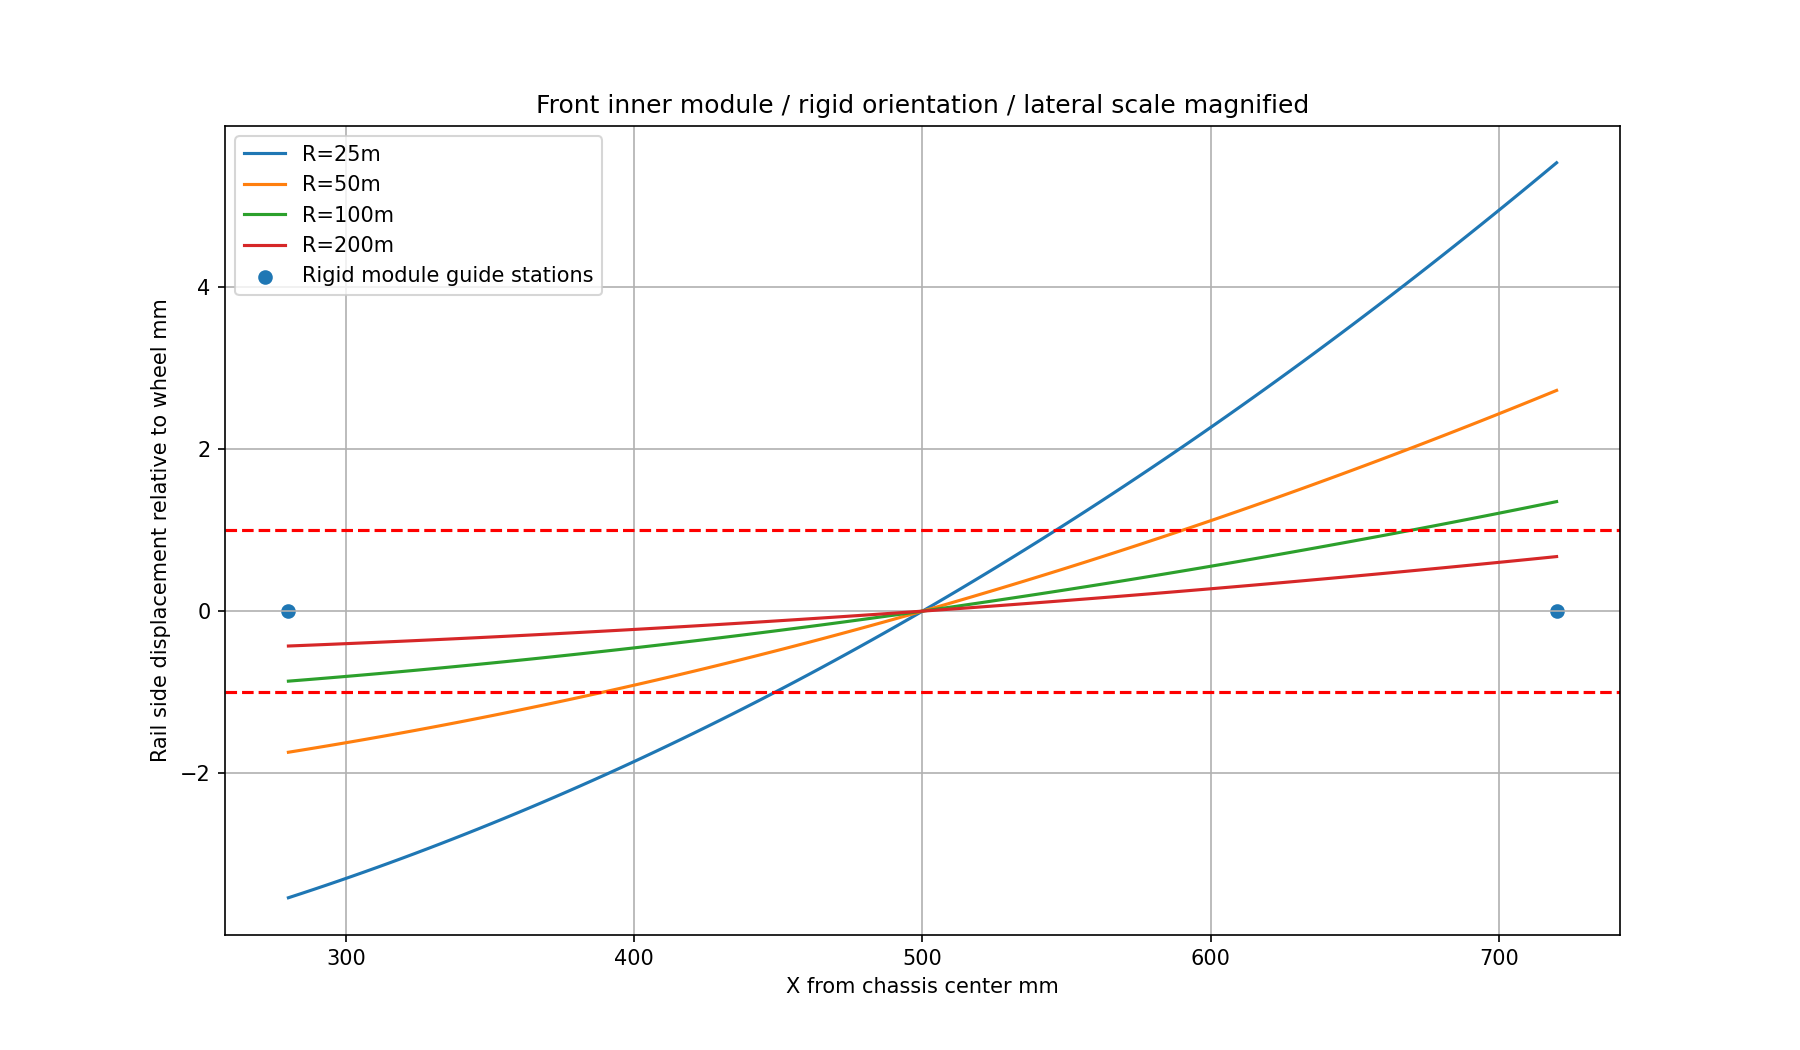 Front inner module / rigid orientation / lateral scale magnified
R=25m
R=50m
R=100m
R=200m
Rigid module guide stations
Rail side displacement relative to wheel mm
4
2
0
−2
300
400
500
600
700
X from chassis center mm